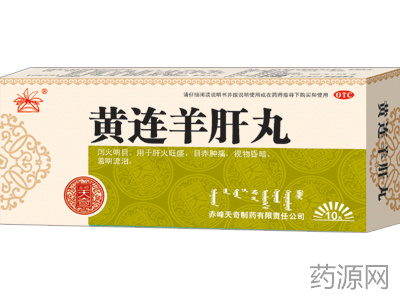 请仔细阅读说明书并按说明使用或在药师指导下购买和使用
OTC
®
黄连羊肝丸
泻火明目。用于肝火旺盛，目赤肿痛，视物昏暗，
羞明流泪。
赤峰天奇制药有限责任公司
10丸
黄连羊肝丸
药源网